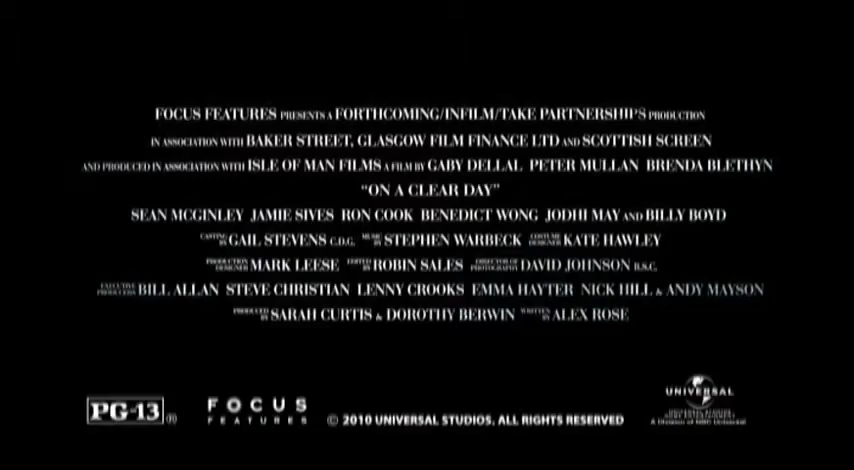 FOCUS FEATURES PRESENTS A FORTHCOMING/INFILM/TAKE PARTNERSHIPS PRODUCTION
IN ASSOCIATION WITH BAKER STREET, GLASGOW FILM FINANCE LTD AND SCOTTISH SCREEN
AND PRODUCED IN ASSOCIATION WITH ISLE OF MAN FILMS A FILM BY GABY DELLAL PETER MULLAN BRENDA BLETHYN
"ON A CLEAR DAY"
SEAN MCGINLEY JAMIE SIVES RON COOK BENEDICT WONG JODHI MAY AND BILLY BOYD
CASTING BY GAIL STEVENS C.D.G. MUSIC BY STEPHEN WARBECK COSTUME DESIGNER KATE HAWLEY
PRODUCTION DESIGNER MARK LEESE EDITED BY ROBIN SALES DIRECTOR OF PHOTOGRAPHY DAVID JOHNSON B.S.C.
EXECUTIVE PRODUCERS BILL ALLAN STEVE CHRISTIAN LENNY CROOKS EMMA HAYTER NICK HILL & ANDY MAYSON
PRODUCED BY SARAH CURTIS & DOROTHY BERWIN WRITTEN BY ALEX ROSE
PG-13 ®
FOCUS
FEATURES
© 2010 UNIVERSAL STUDIOS. ALL RIGHTS RESERVED
UNIVERSAL
A Division of NBC Universal